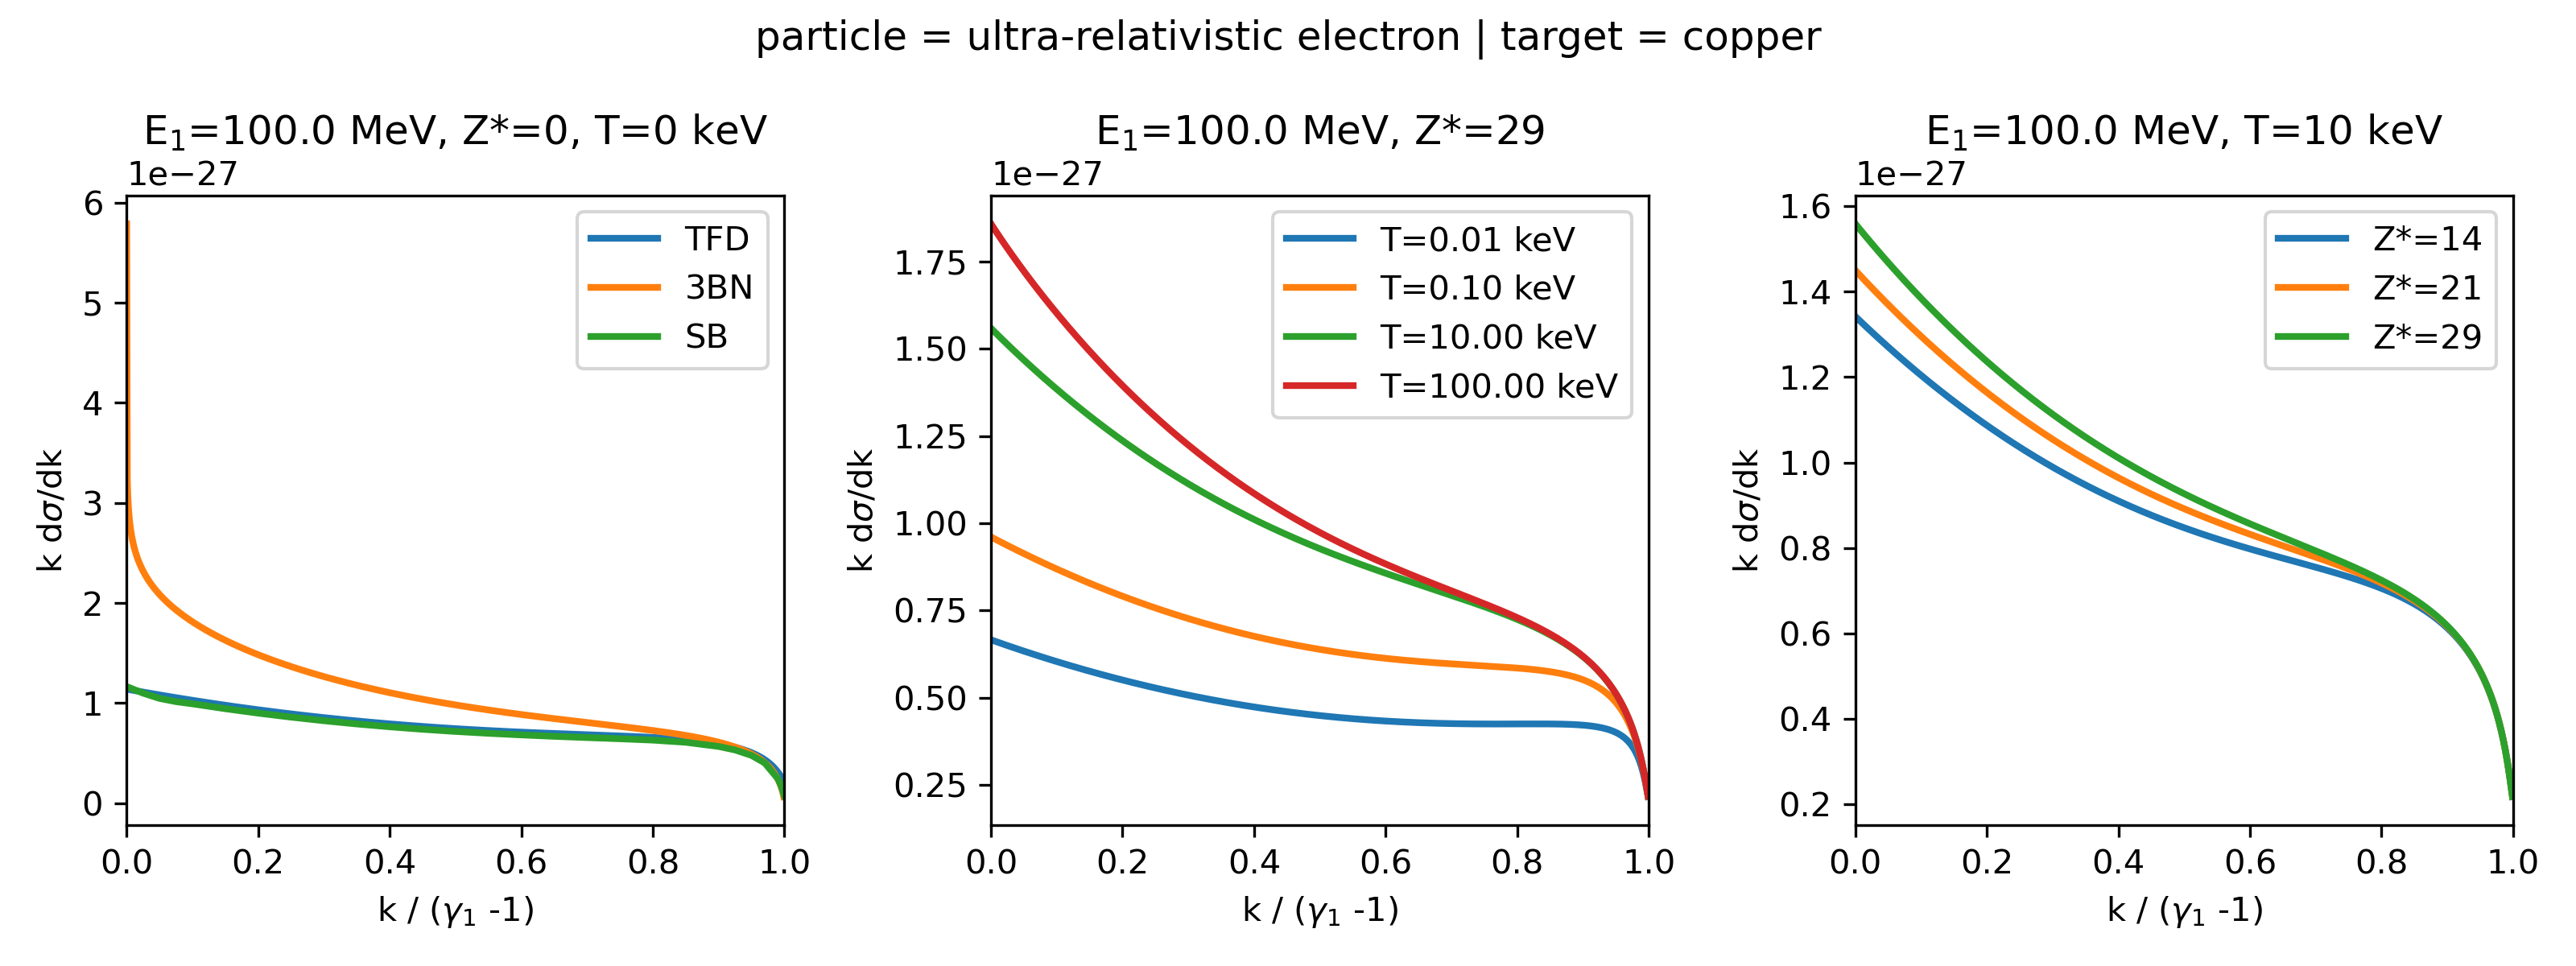 particle = ultra-relativistic electron | target = copper
E₁=100.0 MeV, Z*=0, T=0 keV
1e−27
6
5
4
3
2
1
0
k dσ/dk
TFD
3BN
SB
0.0 0.2 0.4 0.6 0.8 1.0
k / (γ₁ -1)
E₁=100.0 MeV, Z*=29
1e−27
1.75
1.50
1.25
1.00
0.75
0.50
0.25
k dσ/dk
T=0.01 keV
T=0.10 keV
T=10.00 keV
T=100.00 keV
0.0 0.2 0.4 0.6 0.8 1.0
k / (γ₁ -1)
E₁=100.0 MeV, T=10 keV
1e−27
1.6
1.4
1.2
1.0
0.8
0.6
0.4
0.2
k dσ/dk
Z*=14
Z*=21
Z*=29
0.0 0.2 0.4 0.6 0.8 1.0
k / (γ₁ -1)